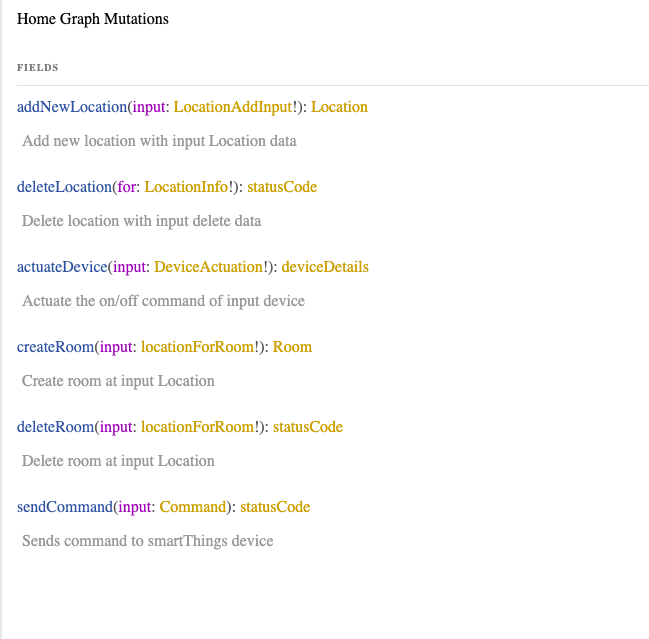 Home Graph Mutations
FIELDS
addNewLocation(input: LocationAddInput!): Location
Add new location with input Location data
deleteLocation(for: LocationInfo!): statusCode
Delete location with input delete data
actuateDevice(input: DeviceActuation!): deviceDetails
Actuate the on/off command of input device
createRoom(input: locationForRoom!): Room
Create room at input Location
deleteRoom(input: locationForRoom!): statusCode
Delete room at input Location
sendCommand(input: Command): statusCode
Sends command to smartThings device